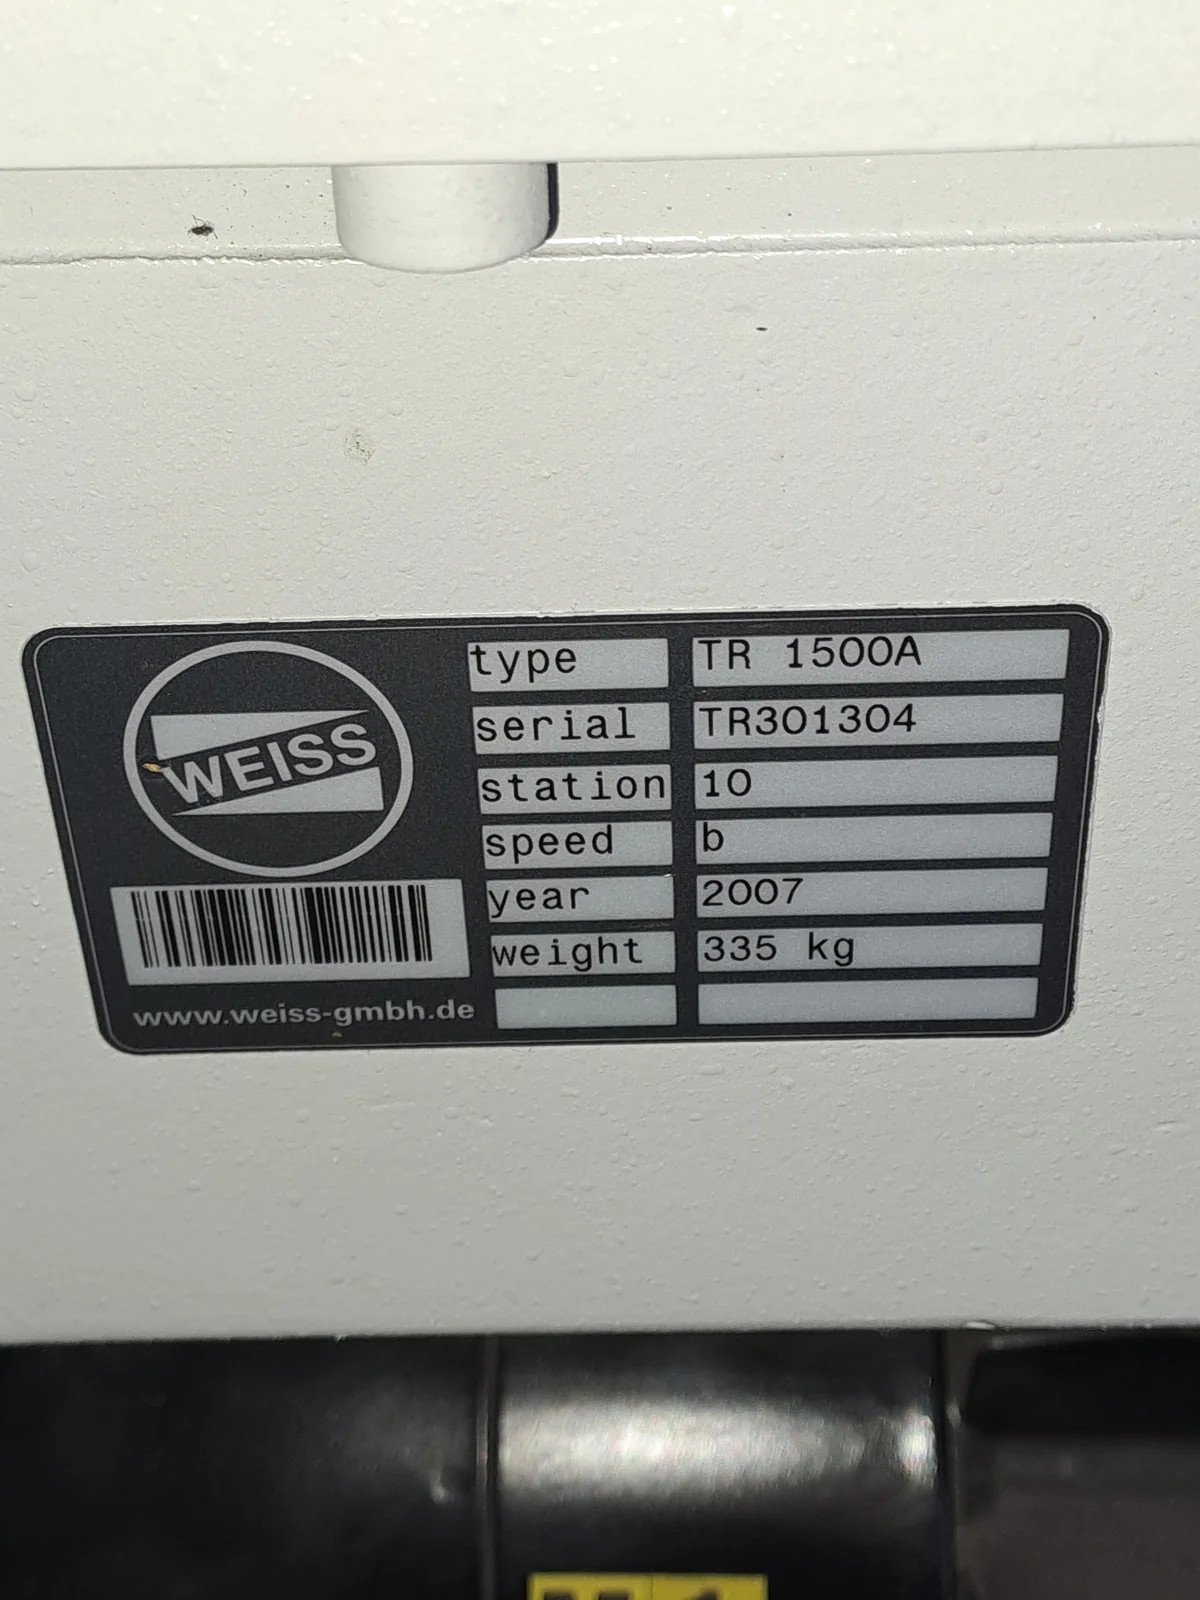 WEISS
www.weiss-gmbh.de
type TR 1500A
serial TR301304
station 10
speed b
year 2007
weight 335 kg